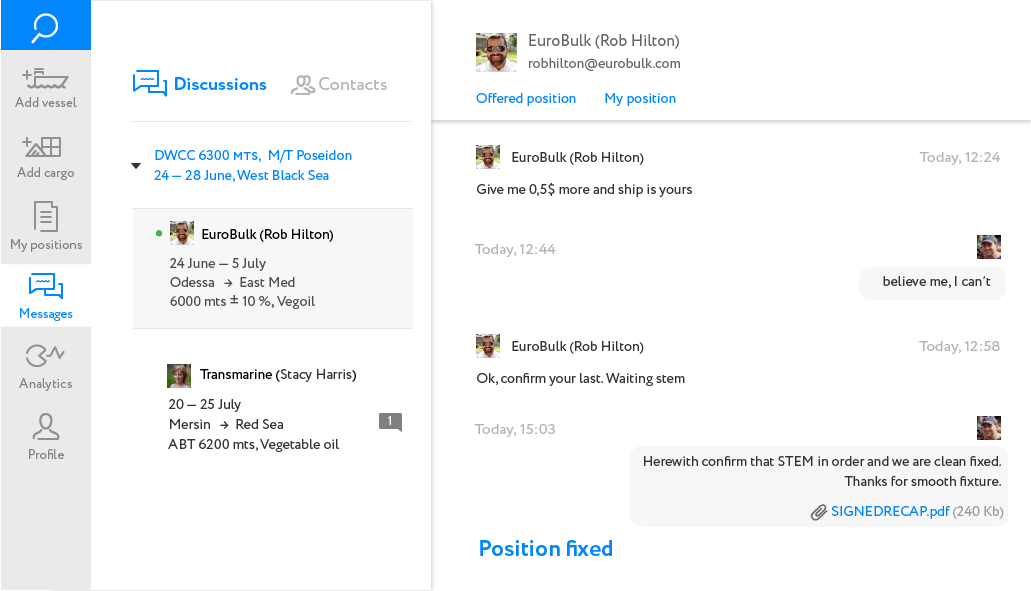 Add vessel
Add cargo
My positions
Messages
Analytics
Profile
Discussions
Contacts
DWCC 6300 MTS, M/T Poseidon
24 — 28 June, West Black Sea
EuroBulk (Rob Hilton)
24 June — 5 July
Odessa → East Med
6000 mts ± 10 %, Vegoil
Transmarine (Stacy Harris)
20 — 25 July
Mersin → Red Sea
1
ABT 6200 mts, Vegetable oil
EuroBulk (Rob Hilton)
robhilton@eurobulk.com
Offered position
My position
EuroBulk (Rob Hilton)
Today, 12:24
Give me 0,5$ more and ship is yours
Today, 12:44
believe me, I can't
EuroBulk (Rob Hilton)
Today, 12:58
Ok, confirm your last. Waiting stem
Today, 15:03
Herewith confirm that STEM in order and we are clean fixed.
Thanks for smooth fixture.
SIGNEDRECAP.pdf (240 Kb)
Position fixed